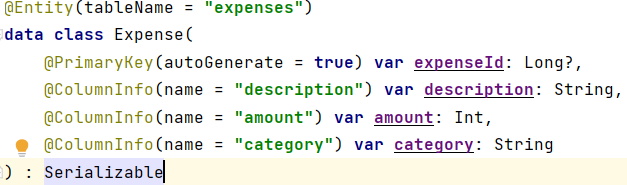 @Entity(tableName = "expenses")
data class Expense(
@PrimaryKey(autoGenerate = true) var expenseId: Long?,
@ColumnInfo(name = "description") var description: String,
@ColumnInfo(name = "amount") var amount: Int,
@ColumnInfo(name = "category") var category: String
) : Serializable